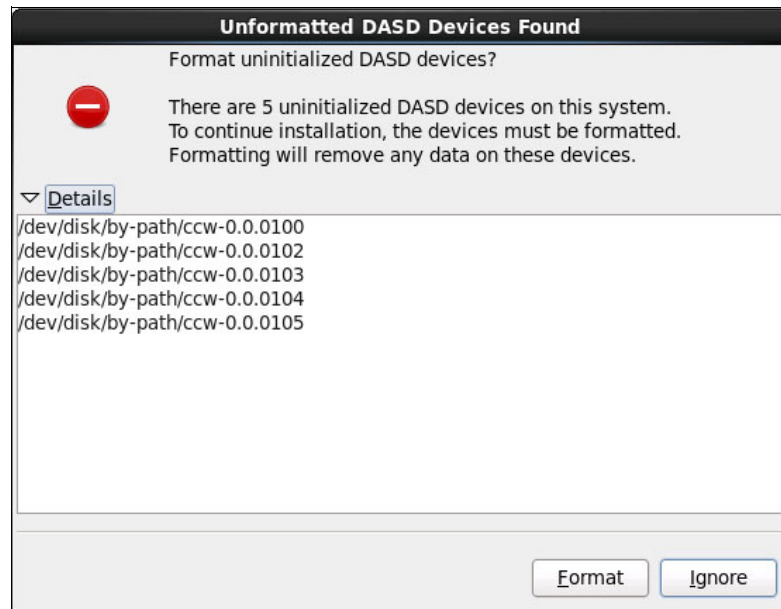 Unformatted DASD Devices Found
Format uninitialized DASD devices?
There are 5 uninitialized DASD devices on this system.
To continue installation, the devices must be formatted.
Formatting will remove any data on these devices.
Details
/dev/disk/by-path/ccw-0.0.0100
/dev/disk/by-path/ccw-0.0.0102
/dev/disk/by-path/ccw-0.0.0103
/dev/disk/by-path/ccw-0.0.0104
/dev/disk/by-path/ccw-0.0.0105
Format Ignore